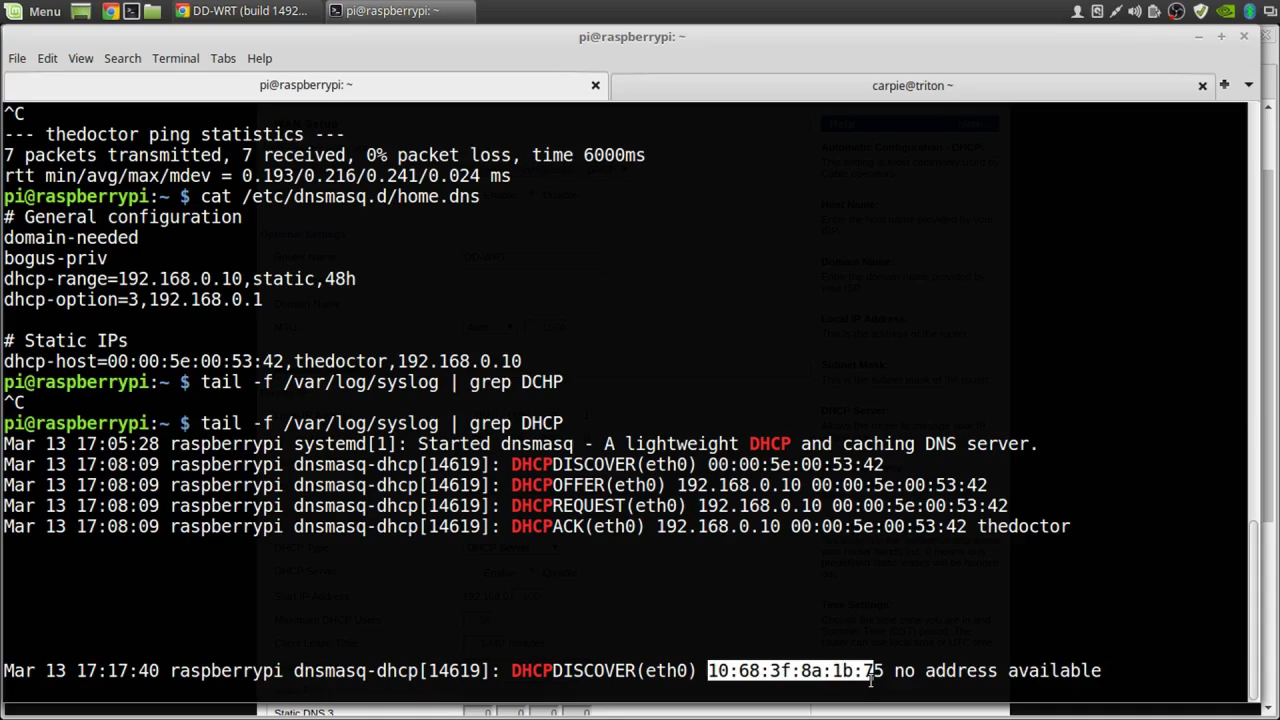 Menu
DD-WRT (build 1492...
pi@raspberrypi: ~
pi@raspberrypi: ~
File Edit View Search Terminal Tabs Help
pi@raspberrypi: ~
carpie@triton ~
^C
--- thedoctor ping statistics ---
7 packets transmitted, 7 received, 0% packet loss, time 6000ms
rtt min/avg/max/mdev = 0.193/0.216/0.241/0.024 ms
pi@raspberrypi:~ $ cat /etc/dnsmasq.d/home.dns
# General configuration
domain-needed
bogus-priv
dhcp-range=192.168.0.10,static,48h
dhcp-option=3,192.168.0.1
# Static IPs
dhcp-host=00:00:5e:00:53:42,thedoctor,192.168.0.10
pi@raspberrypi:~ $ tail -f /var/log/syslog | grep DCHP
^C
pi@raspberrypi:~ $ tail -f /var/log/syslog | grep DHCP
Mar 13 17:05:28 raspberrypi systemd[1]: Started dnsmasq - A lightweight DHCP and caching DNS server.
Mar 13 17:08:09 raspberrypi dnsmasq-dhcp[14619]: DHCPDISCOVER(eth0) 00:00:5e:00:53:42
Mar 13 17:08:09 raspberrypi dnsmasq-dhcp[14619]: DHCPOFFER(eth0) 192.168.0.10 00:00:5e:00:53:42
Mar 13 17:08:09 raspberrypi dnsmasq-dhcp[14619]: DHCPREQUEST(eth0) 192.168.0.10 00:00:5e:00:53:42
Mar 13 17:08:09 raspberrypi dnsmasq-dhcp[14619]: DHCPACK(eth0) 192.168.0.10 00:00:5e:00:53:42 thedoctor
Mar 13 17:17:40 raspberrypi dnsmasq-dhcp[14619]: DHCPDISCOVER(eth0) 10:68:3f:8a:1b:75 no address available
Static DNS 3